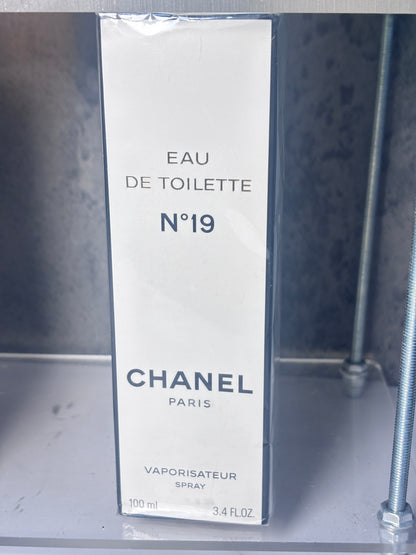 EAU
DE TOILETTE
N°19
CHANEL
PARIS
VAPORISATEUR
SPRAY
100 ml 3.4 FL.OZ.